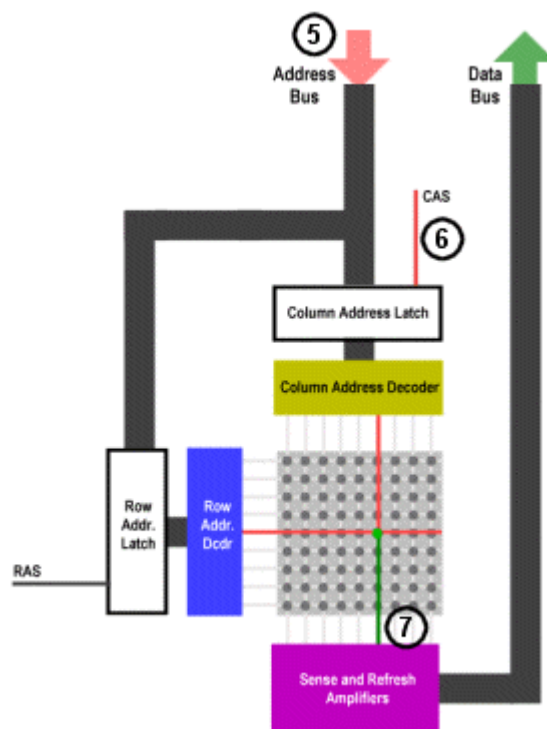 5
Address
Bus
Data
Bus
CAS
6
Column Address Latch
Column Address Decoder
Row
Addr.
Latch
Row
Addr.
Dcdr
RAS
7
Sense and Refresh
Amplifiers